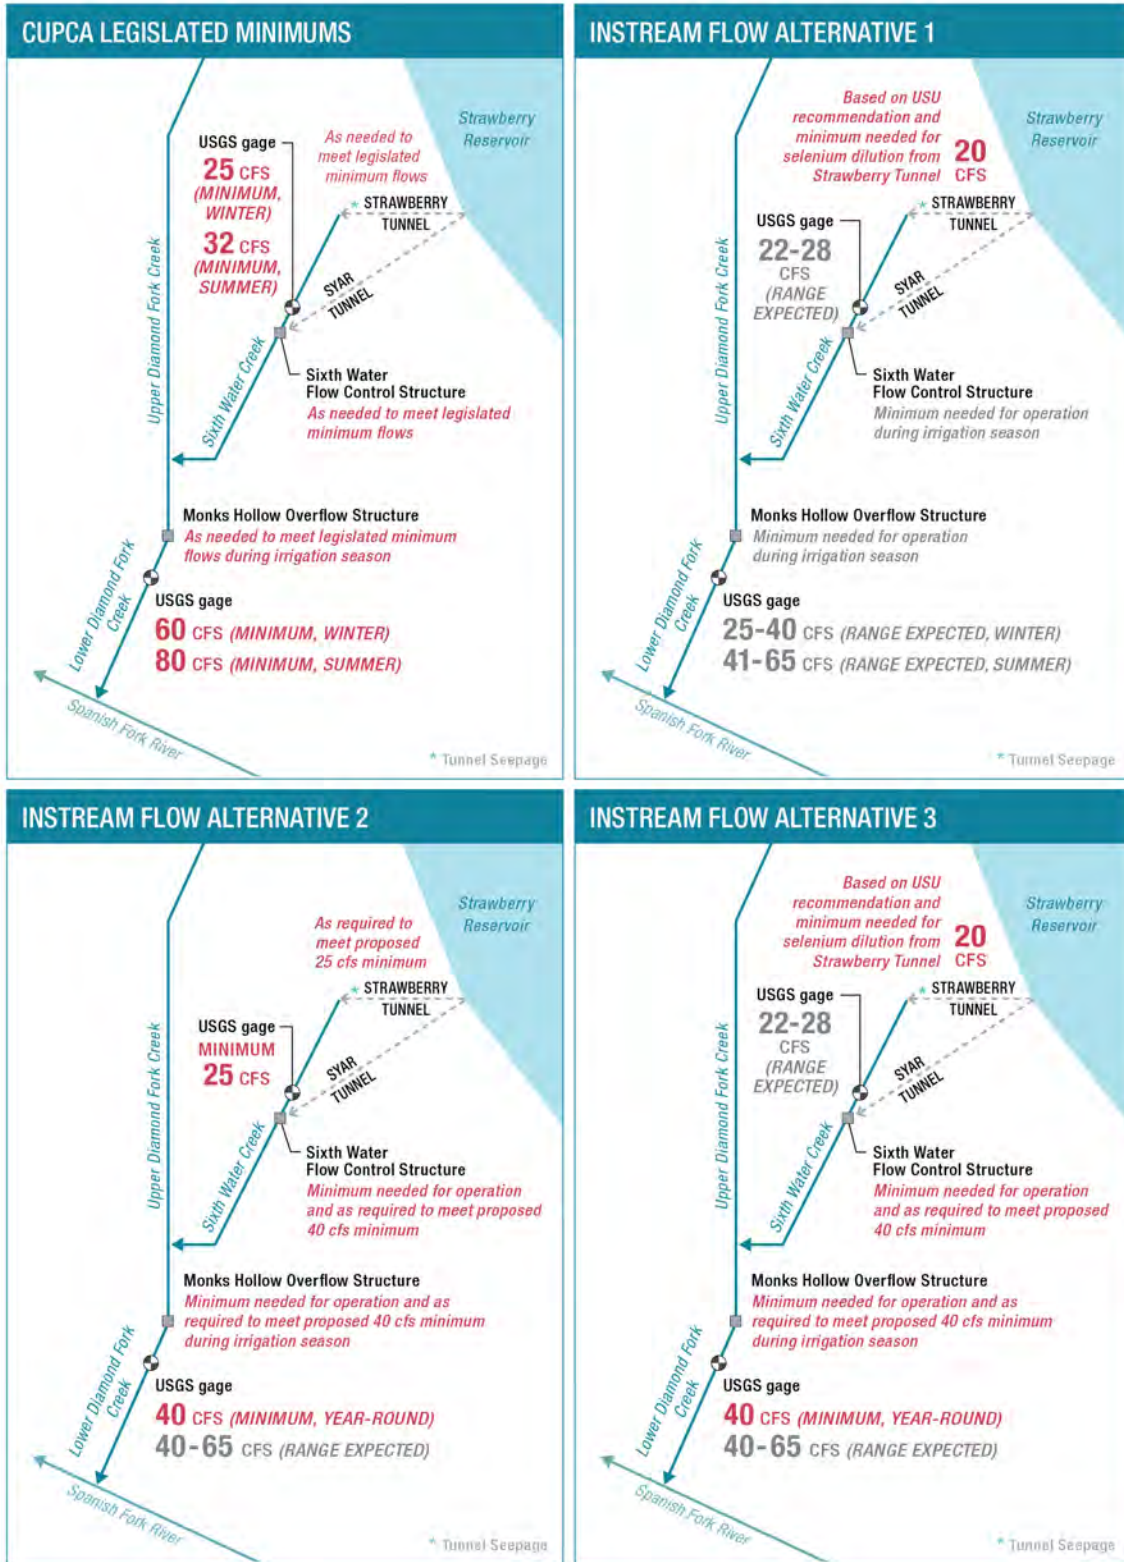 CUPCA LEGISLATED MINIMUMS
Strawberry
Reservoir
As needed to
meet legislated
minimum flows
USGS gage
25 CFS
(MINIMUM,
WINTER)
32 CFS
(MINIMUM,
SUMMER)
* STRAWBERRY
TUNNEL
SYAR
TUNNEL
Upper Diamond Fork Creek
Sixth Water Creek
Sixth Water
Flow Control Structure
As needed to meet legislated
minimum flows
Monks Hollow Overflow Structure
As needed to meet legislated minimum
flows during irrigation season
Lower Diamond Fork
Creek
USGS gage
60 CFS (MINIMUM, WINTER)
80 CFS (MINIMUM, SUMMER)
Spanish Fork River
* Tunnel Seepage
INSTREAM FLOW ALTERNATIVE 1
Strawberry
Reservoir
Based on USU
recommendation and
minimum needed for
selenium dilution from
Strawberry Tunnel
20
CFS
* STRAWBERRY
TUNNEL
USGS gage
22-28
CFS
(RANGE
EXPECTED)
SYAR
TUNNEL
Upper Diamond Fork Creek
Sixth Water Creek
Sixth Water
Flow Control Structure
Minimum needed for operation
during irrigation season
Monks Hollow Overflow Structure
Minimum needed for operation
during irrigation season
Lower Diamond Fork
Creek
USGS gage
25-40 CFS (RANGE EXPECTED, WINTER)
41-65 CFS (RANGE EXPECTED, SUMMER)
Spanish Fork River
* Tunnel Seepage
INSTREAM FLOW ALTERNATIVE 2
Strawberry
Reservoir
As required to
meet proposed
25 cfs minimum
* STRAWBERRY
TUNNEL
USGS gage
MINIMUM
25 CFS
SYAR
TUNNEL
Upper Diamond Fork Creek
Sixth Water Creek
Sixth Water
Flow Control Structure
Minimum needed for operation
and as required to meet proposed
40 cfs minimum
Monks Hollow Overflow Structure
Minimum needed for operation and as
required to meet proposed 40 cfs minimum
during irrigation season
Lower Diamond Fork
Creek
USGS gage
40 CFS (MINIMUM, YEAR-ROUND)
40-65 CFS (RANGE EXPECTED)
Spanish Fork River
* Tunnel Seepage
INSTREAM FLOW ALTERNATIVE 3
Strawberry
Reservoir
Based on USU
recommendation and
minimum needed for
selenium dilution from
Strawberry Tunnel
20
CFS
* STRAWBERRY
TUNNEL
USGS gage
22-28
CFS
(RANGE
EXPECTED)
SYAR
TUNNEL
Upper Diamond Fork Creek
Sixth Water Creek
Sixth Water
Flow Control Structure
Minimum needed for operation
and as required to meet proposed
40 cfs minimum
Monks Hollow Overflow Structure
Minimum needed for operation and as
required to meet proposed 40 cfs minimum
during irrigation season
Lower Diamond Fork
Creek
USGS gage
40 CFS (MINIMUM, YEAR-ROUND)
40-65 CFS (RANGE EXPECTED)
Spanish Fork River
* Tunnel Seepage